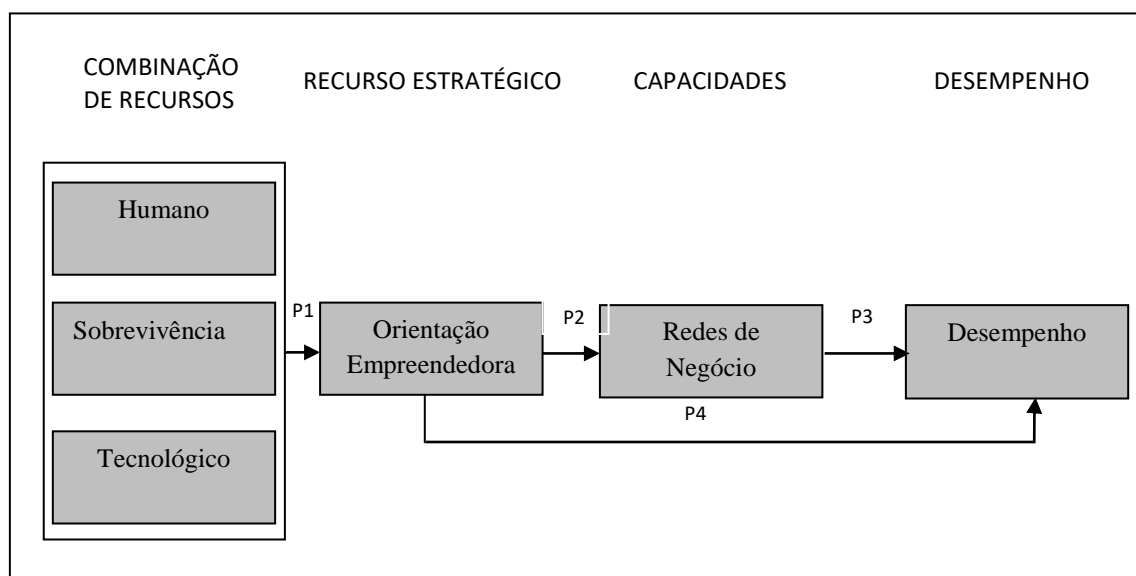 COMBINAÇÃO
DE RECURSOS
RECURSO ESTRATÉGICO
CAPACIDADES
DESEMPENHO
Humano
Sobrevivência
Tecnológico
P1
Orientação
Empreendedora
P2
Redes de
Negócio
P3
Desempenho
P4